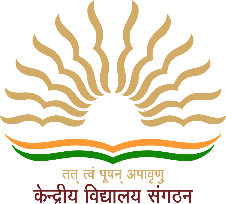 तत् त्वं पूषन् अपावृणु
केन्द्रीय विद्यालय संगठन